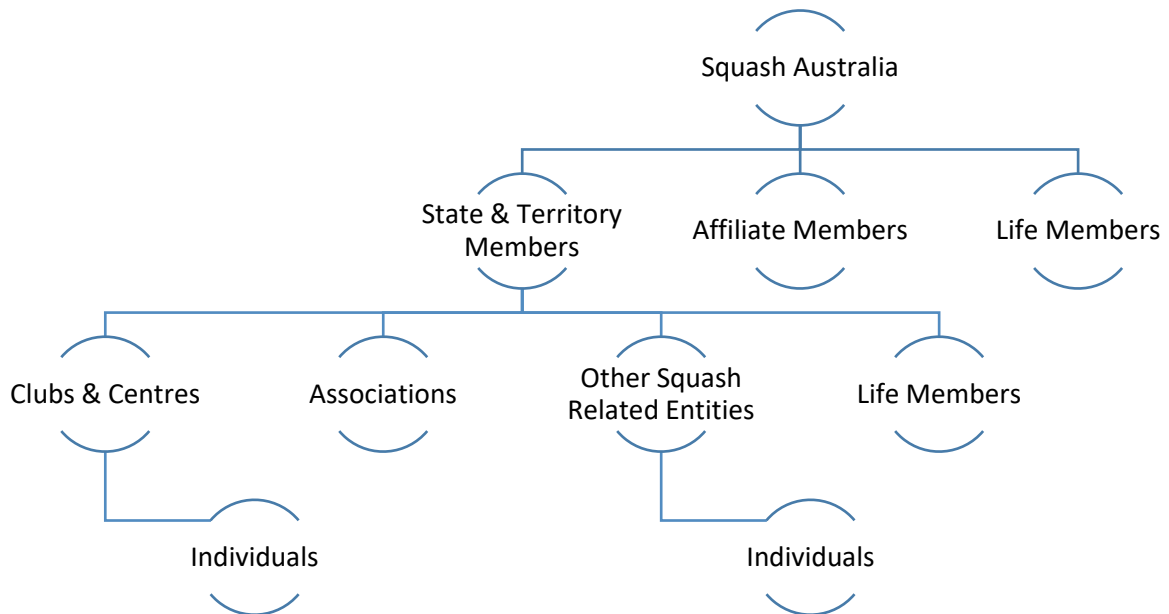 Squash Australia
State & Territory
Members
Affiliate Members
Life Members
Clubs & Centres
Associations
Other Squash
Related Entities
Life Members
Individuals
Individuals